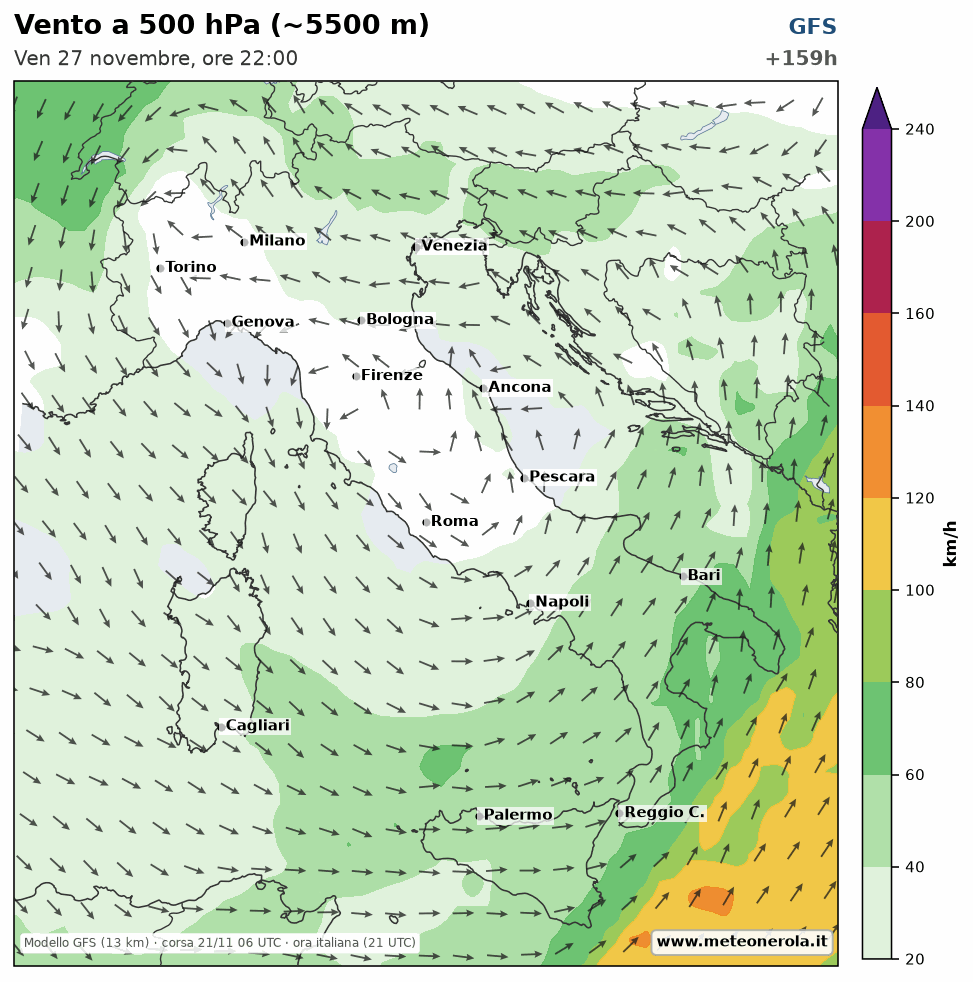 Vento a 500 hPa (~5500 m)
GFS
Ven 27 novembre, ore 22:00
+159h
240
200
160
140
120
100
80
60
40
20
km/h
Milano
Venezia
Torino
Genova
Bologna
Firenze
Ancona
Pescara
Roma
Bari
Napoli
Cagliari
Palermo
Reggio C.
Modello GFS (13 km) · corsa 21/11 06 UTC · ora italiana (21 UTC)
www.meteonerola.it